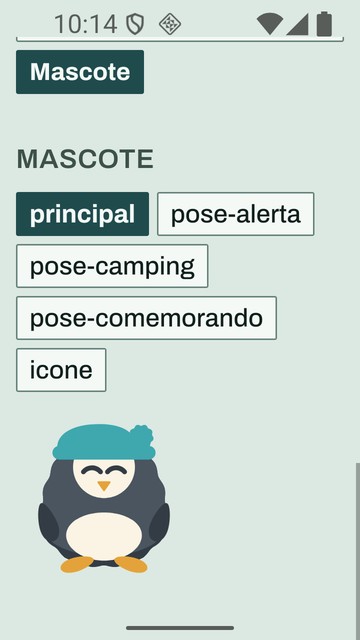 10:14
Mascote
MASCOTE
principal pose-alerta
pose-camping
pose-comemorando
icone